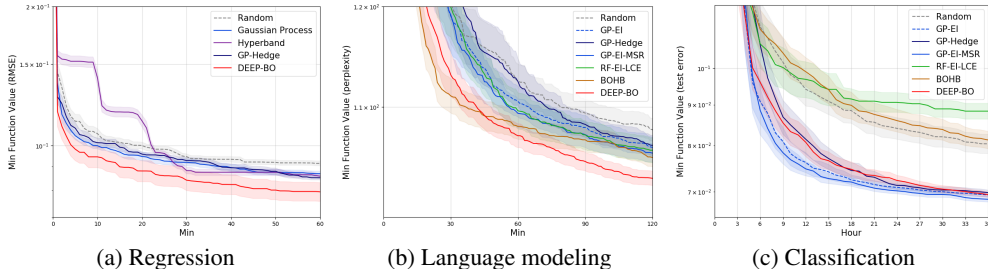 2 × 10⁻¹
1.5 × 10⁻¹
10⁻¹
Min Function Value (RMSE)
0 10 20 30 40 50 60
Min
Random
Gaussian Process
Hyperband
GP-Hedge
DEEP-BO
(a) Regression
1.2 × 10²
1.1 × 10²
Min Function Value (perplexity)
0 30 60 90 120
Min
Random
GP-EI
GP-Hedge
GP-EI-MSR
RF-EI-LCE
BOHB
DEEP-BO
(b) Language modeling
10⁻¹
9 × 10⁻²
8 × 10⁻²
7 × 10⁻²
Min Function Value (test error)
0 3 6 9 12 15 18 21 24 27 30 33
Hour
Random
GP-EI
GP-Hedge
GP-EI-MSR
RF-EI-LCE
BOHB
DEEP-BO
(c) Classification